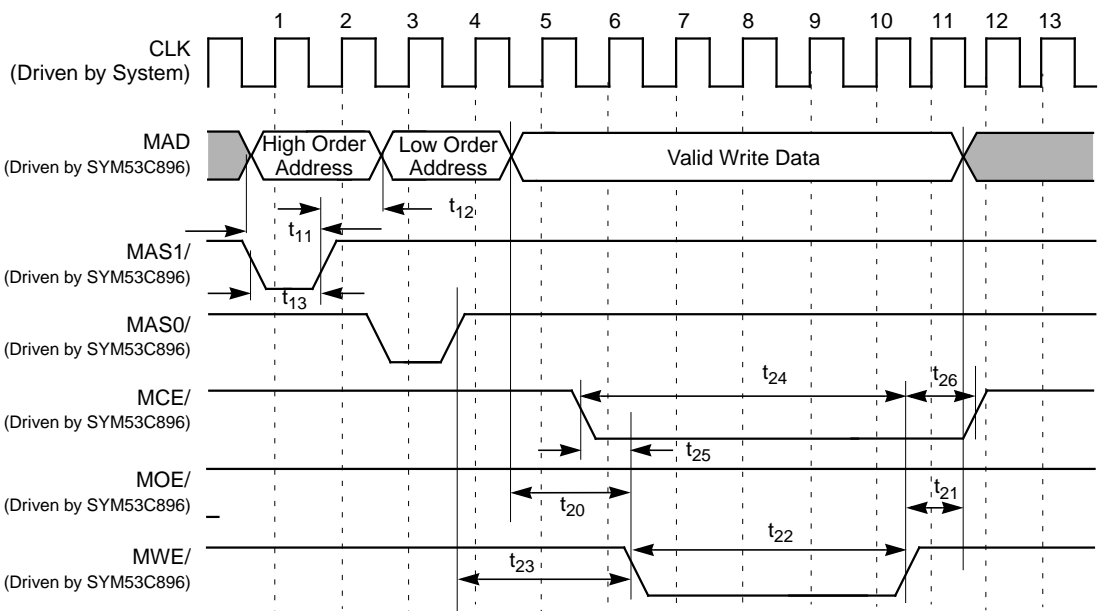 1 2 3 4 5 6 7 8 9 10 11 12 13
CLK
(Driven by System)
MAD
(Driven by SYM53C896)
High Order
Address
Low Order
Address
Valid Write Data
t12
t11
MAS1/
(Driven by SYM53C896)
t13
MAS0/
(Driven by SYM53C896)
t24
t26
MCE/
(Driven by SYM53C896)
t25
MOE/
(Driven by SYM53C896)
t20
t21
t22
MWE/
(Driven by SYM53C896)
t23